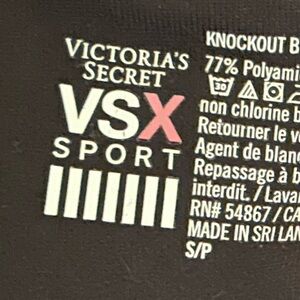 VICTORIA'S
SECRET
VSX
SPORT
KNOCKOUT B
77% Polyami
30
non chlorine b
Retourner le v
Agent de blan
Repassage à b
interdit. / Lava
RN# 54867 / CA
MADE IN SRI LAN
S/P